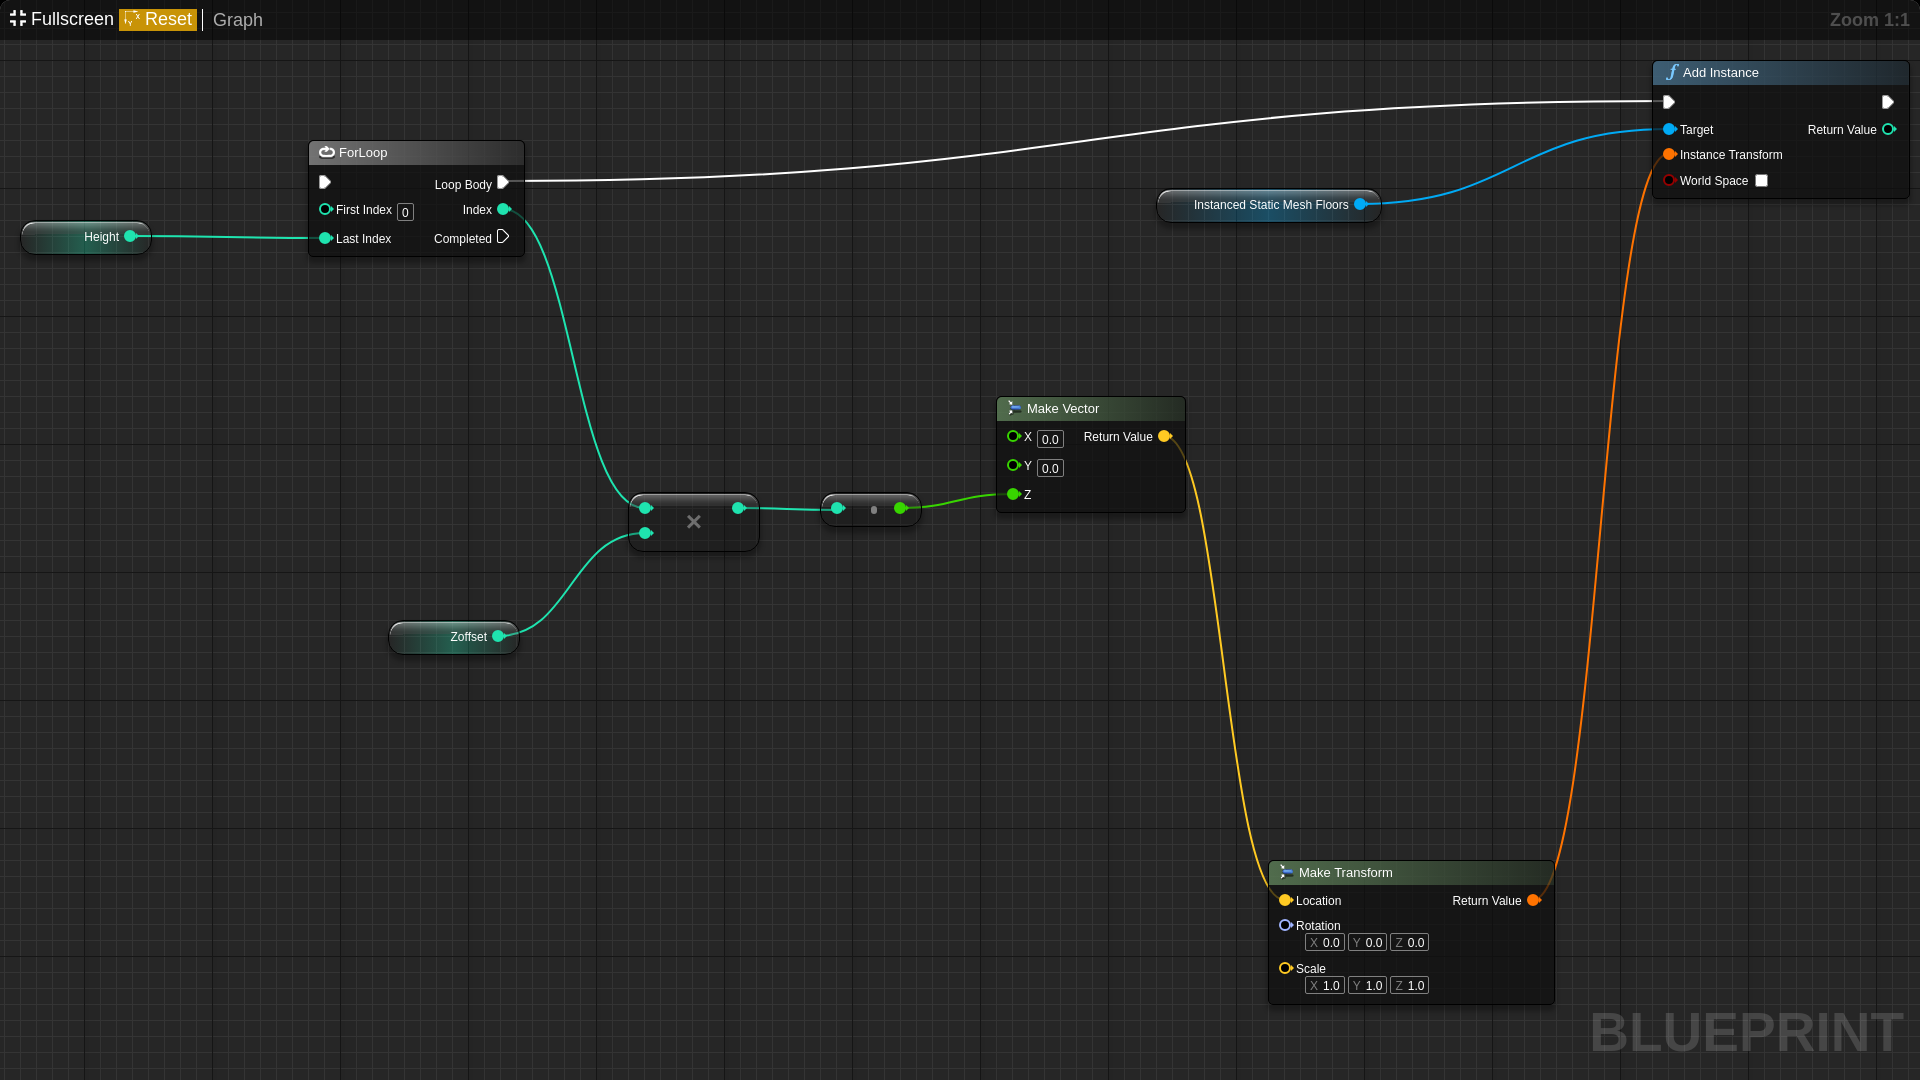 Fullscreen Reset Graph
Zoom 1:1
Add Instance
Target
Return Value
Instance Transform
World Space
ForLoop
Loop Body
First Index 0
Index
Last Index
Completed
Height
Instanced Static Mesh Floors
Make Vector
X 0.0
Return Value
Y 0.0
Z
Zoffset
Make Transform
Location
Return Value
Rotation
X 0.0 Y 0.0 Z 0.0
Scale
X 1.0 Y 1.0 Z 1.0
BLUEPRINT